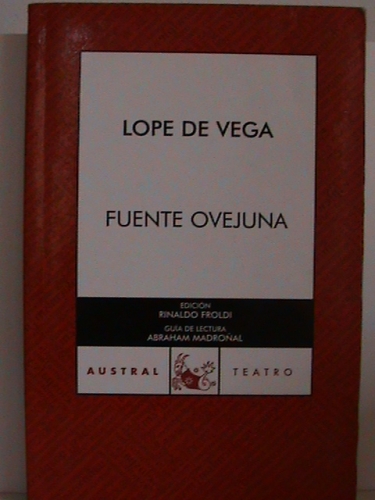 LOPE DE VEGA
FUENTE OVEJUNA
EDICIÓN
RINALDO FROLDI
GUÍA DE LECTURA
ABRAHAM MADROÑAL
AUSTRAL TEATRO